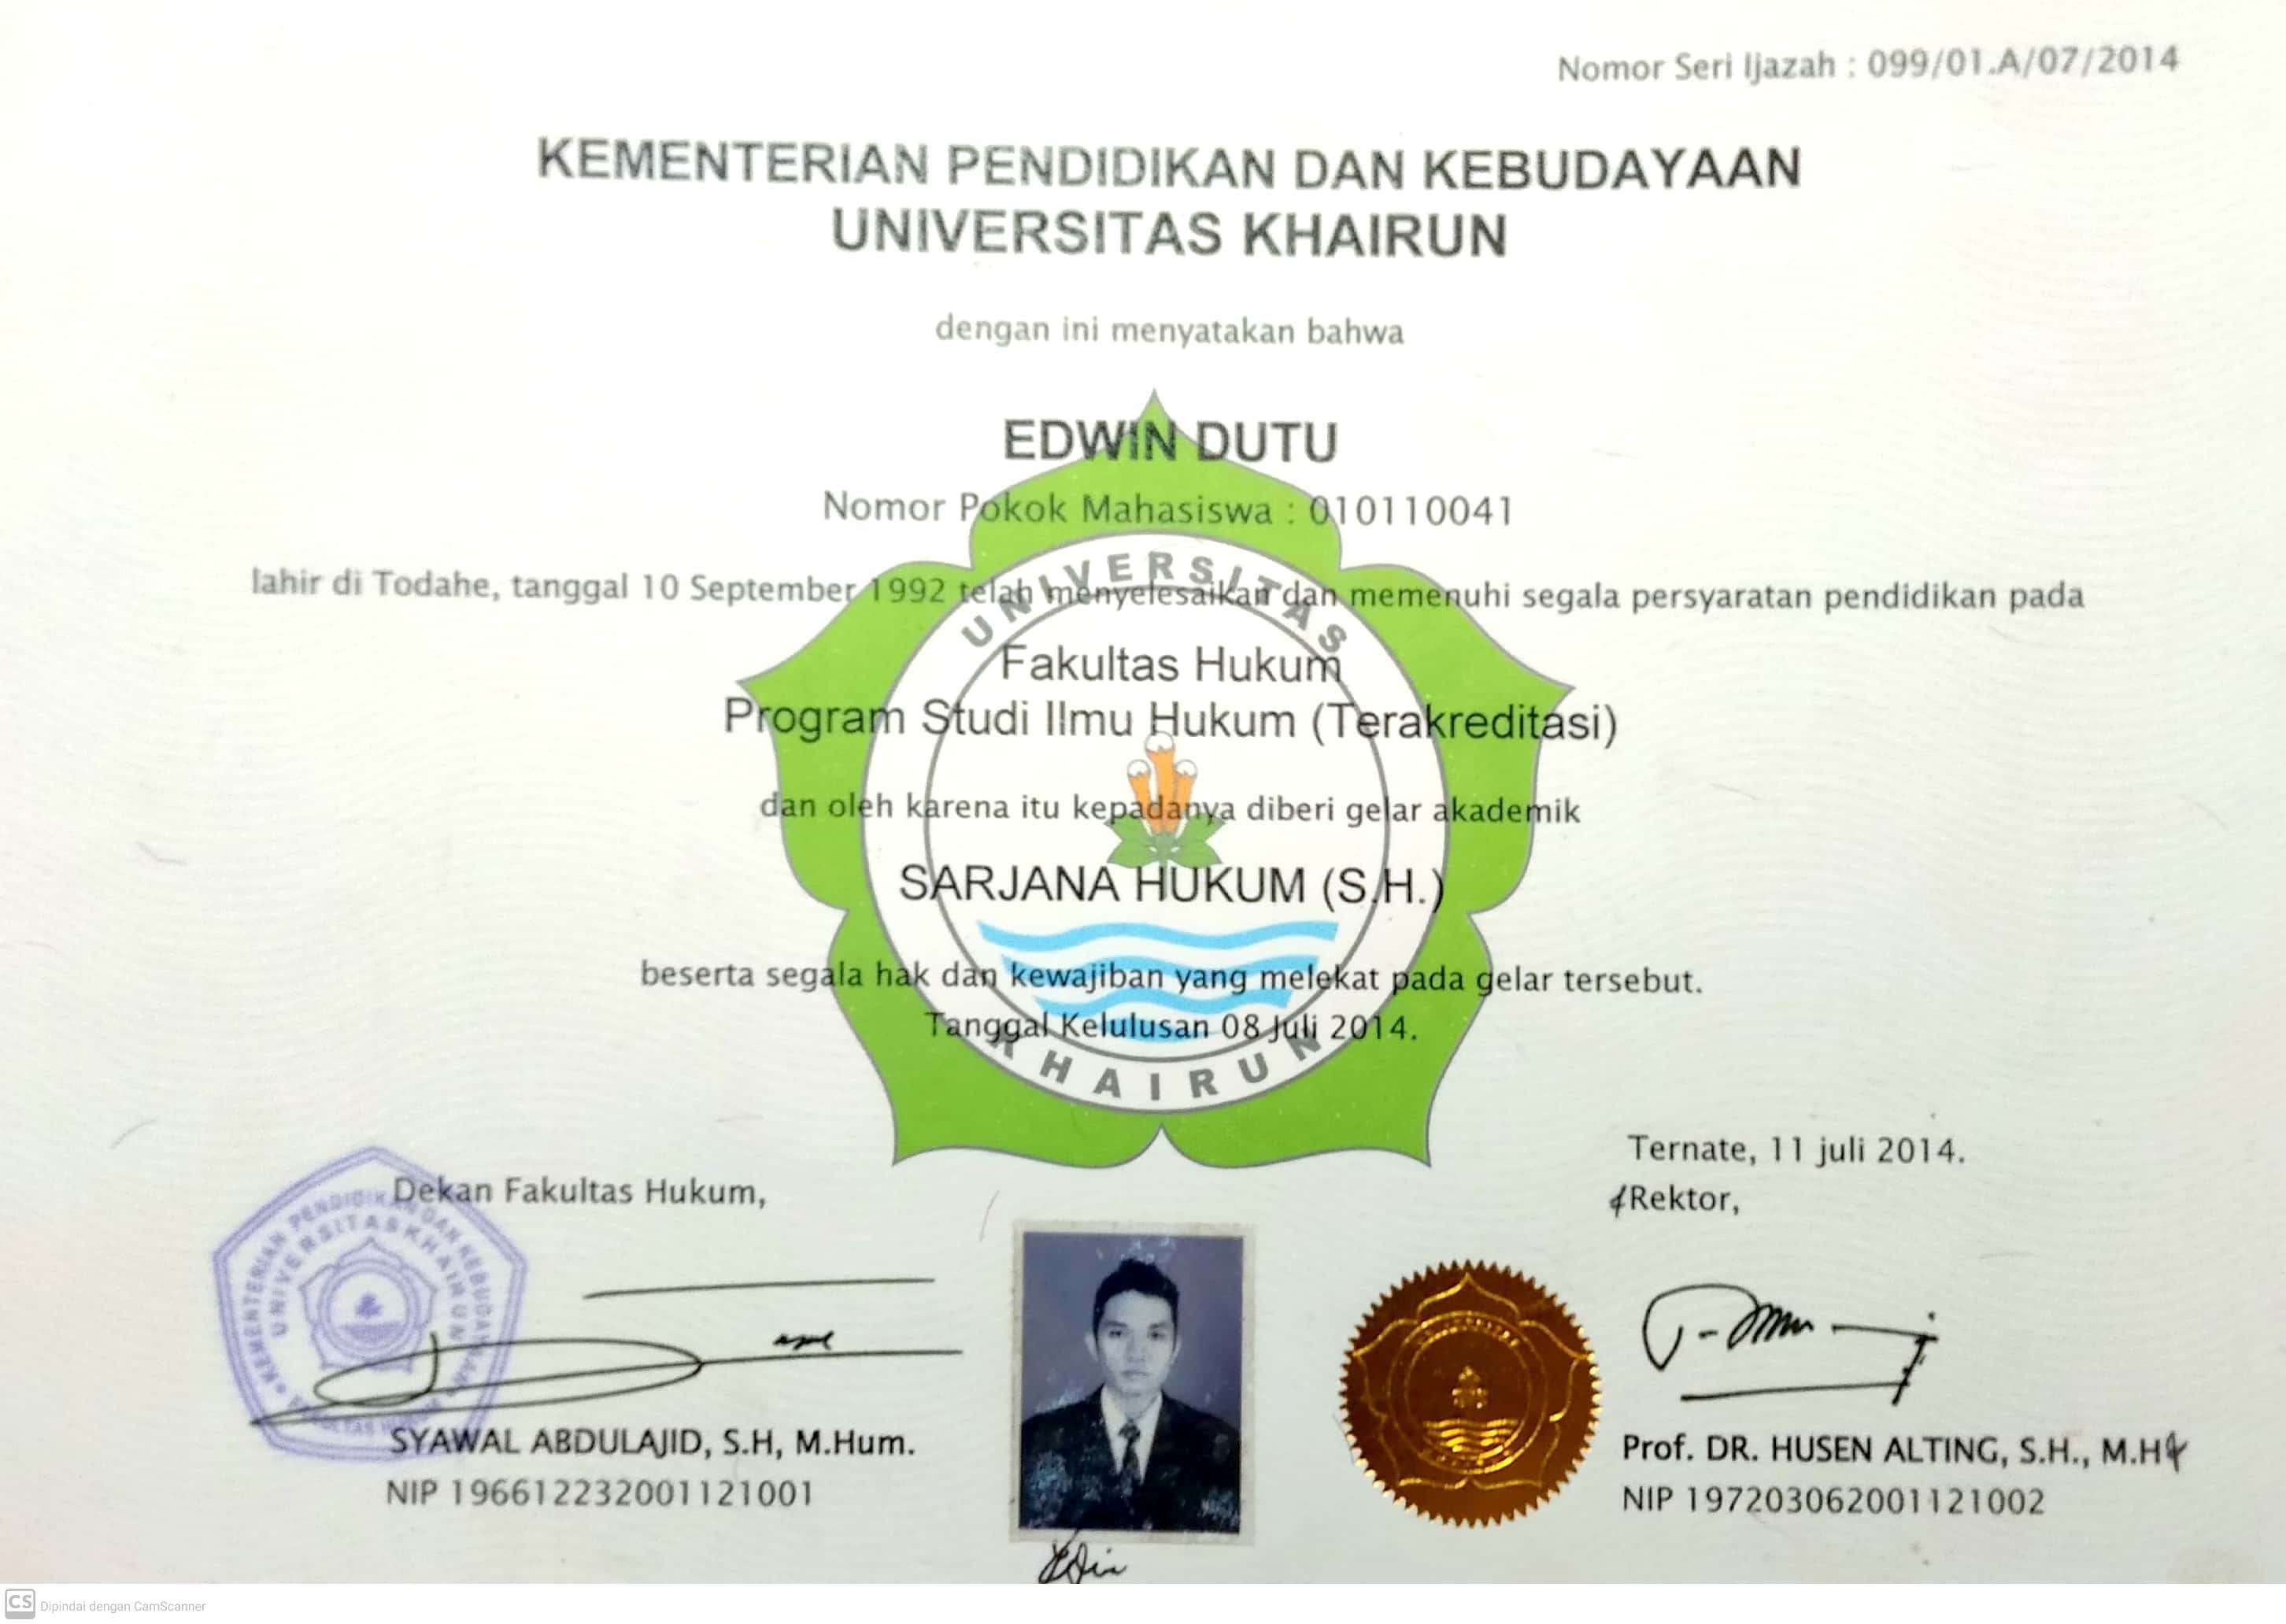 Nomor Seri Ijazah : 099/01.A/07/2014
KEMENTERIAN PENDIDIKAN DAN KEBUDAYAAN
UNIVERSITAS KHAIRUN
dengan ini menyatakan bahwa
EDWIN DUTU
Nomor Pokok Mahasiswa : 010110041
lahir di Todahe, tanggal 10 September 1992 telah menyelesaikan dan memenuhi segala persyaratan pendidikan pada
UNIVERSITAS
Fakultas Hukum
Program Studi Ilmu Hukum (Terakreditasi)
dan oleh karena itu kepadanya diberi gelar akademik
SARJANA HUKUM (S.H.)
beserta segala hak dan kewajiban yang melekat pada gelar tersebut.
Tanggal Kelulusan 08 Juli 2014.
KHAIRUN
Ternate, 11 juli 2014.
Dekan Fakultas Hukum,
Rektor,
KEMENTERIAN PENDIDIKAN DAN KEBUDAYAAN
UNIVERSITAS KHAIRUN
FAKULTAS HUKUM
SYAWAL ABDULAJID, S.H, M.Hum.
NIP 196612232001121001
Prof. DR. HUSEN ALTING, S.H., M.H
NIP 197203062001121002
CS Dipindai dengan CamScanner